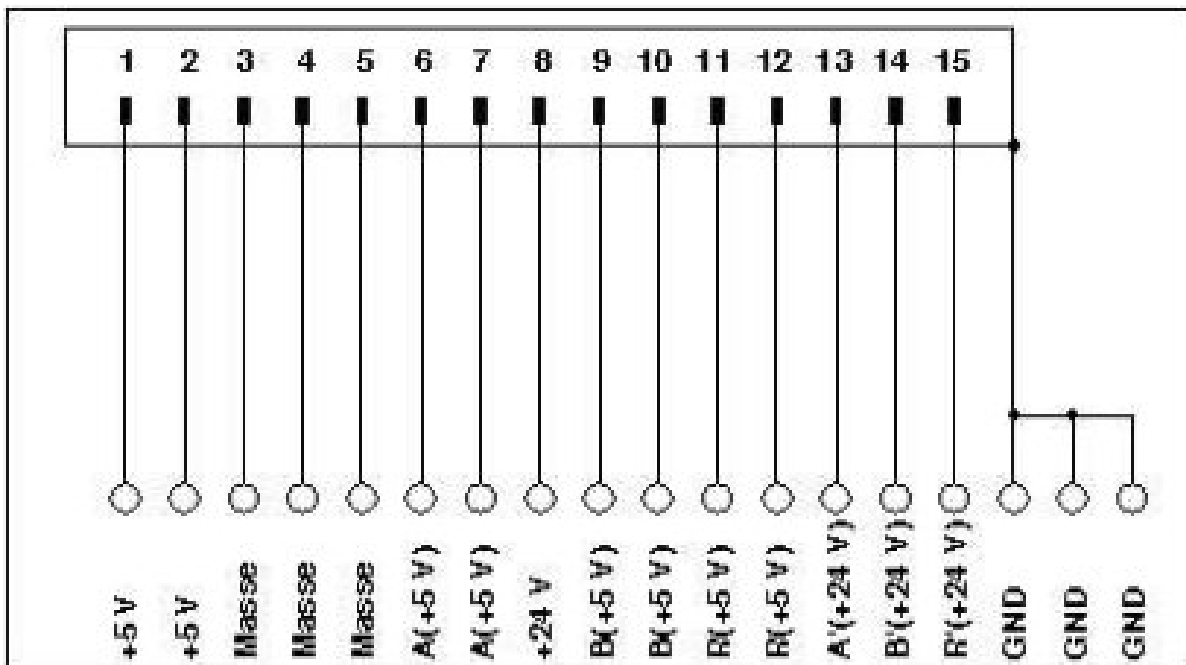 1 2 3 4 5 6 7 8 9 10 11 12 13 14 15
+5 V
+5 V
Masse
Masse
Masse
A(+5 V)
A(+5 V)
+24 V
B(+5 V)
B(+5 V)
R(+5 V)
R(+5 V)
A'(+24 V)
B'(+24 V)
R'(+24 V)
GND
GND
GND